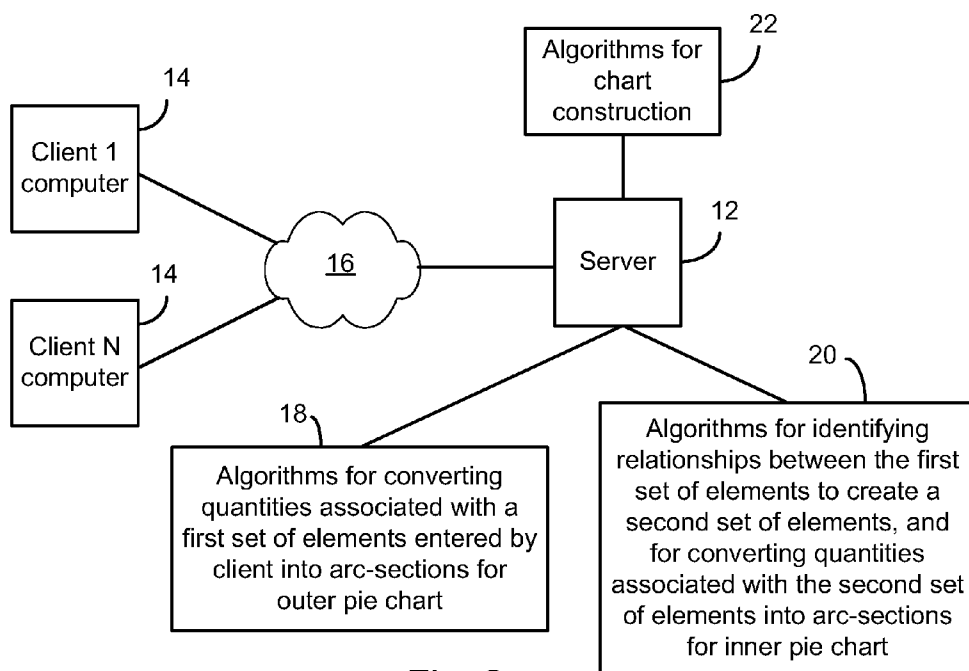 22
Algorithms for
chart
construction
14
Client 1
computer
12
16
Server
14
Client N
computer
20
18
Algorithms for converting
quantities associated with a
first set of elements entered by
client into arc-sections for
outer pie chart
Algorithms for identifying
relationships between the first
set of elements to create a
second set of elements, and
for converting quantities
associated with the second set
of elements into arc-sections
for inner pie chart